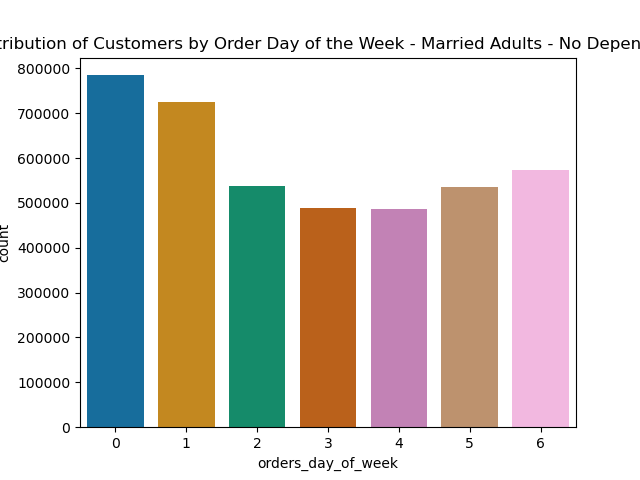 tribution of Customers by Order Day of the Week - Married Adults - No Depen
800000
700000
600000
500000
400000
300000
200000
100000
0
count
0 1 2 3 4 5 6
orders_day_of_week